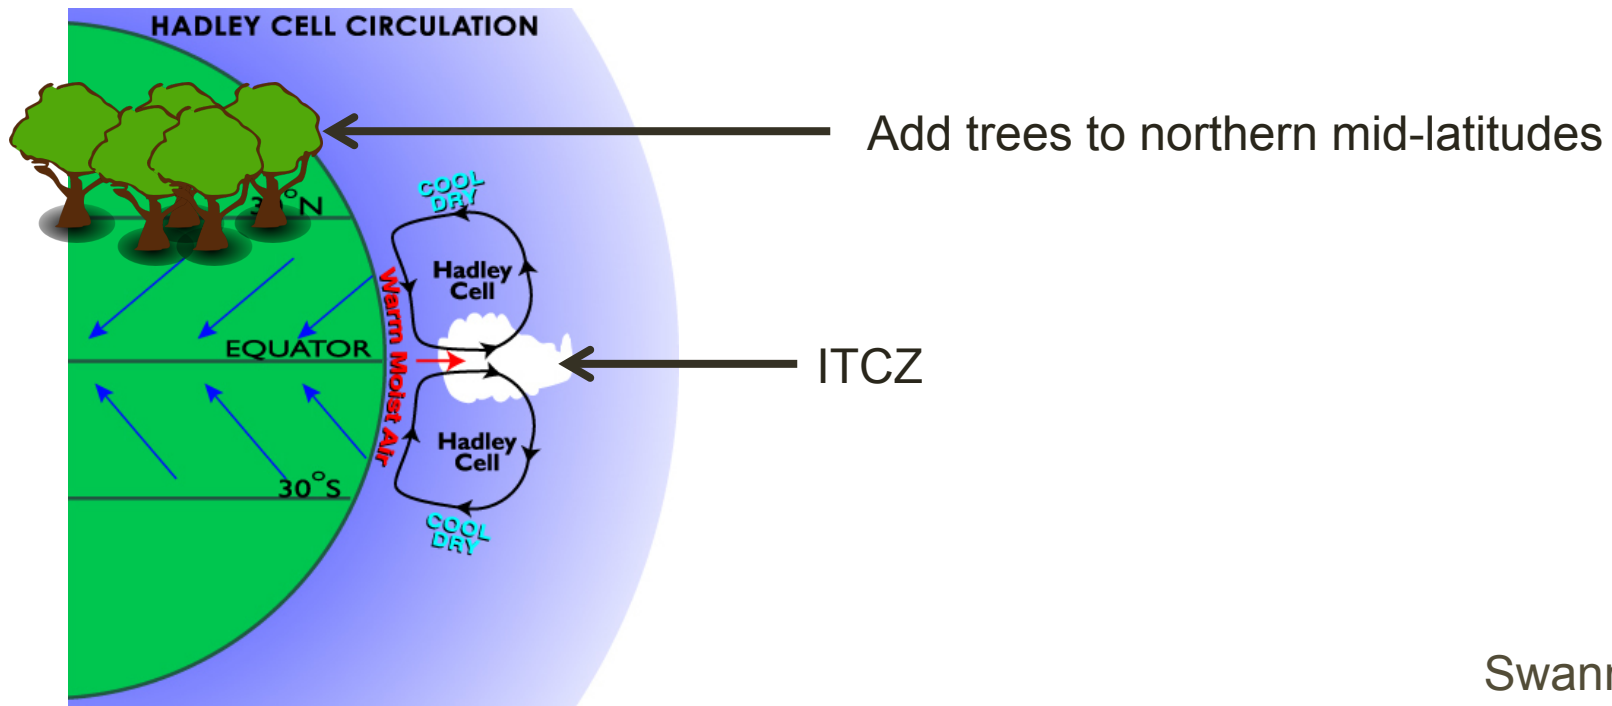 HADLEY CELL CIRCULATION
Add trees to northern mid-latitudes
COOL
DRY
30°N
Hadley
Cell
Warm Moist Air
EQUATOR
ITCZ
Hadley
Cell
30°S
COOL
DRY